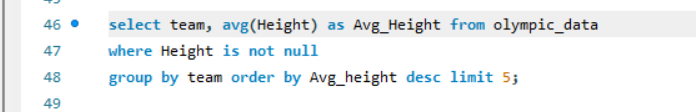 46 select team, avg(Height) as Avg_Height from olympic_data
47 where Height is not null
48 group by team order by Avg_height desc limit 5;
49